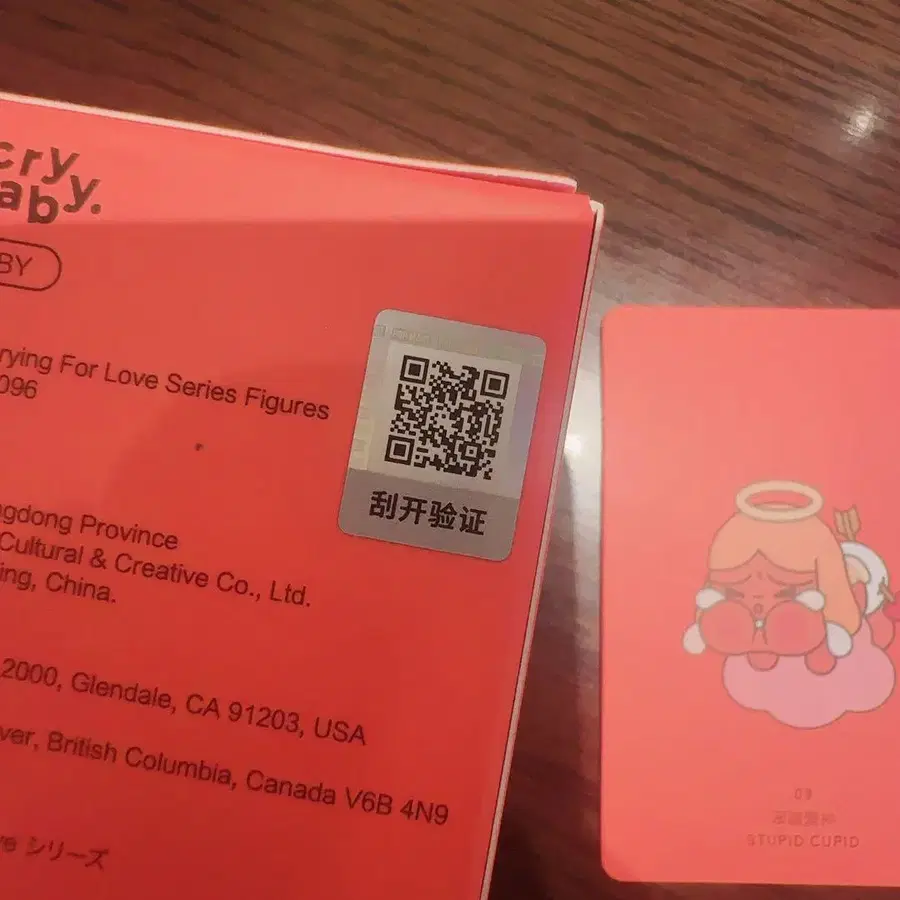 cry
aby.
BY
rying For Love Series Figures
096
刮开验证
gdong Province
Cultural & Creative Co., Ltd.
ing, China.
2000, Glendale, CA 91203, USA
ver, British Columbia, Canada V6B 4N9
ve シリーズ
09
STUPID CUPID